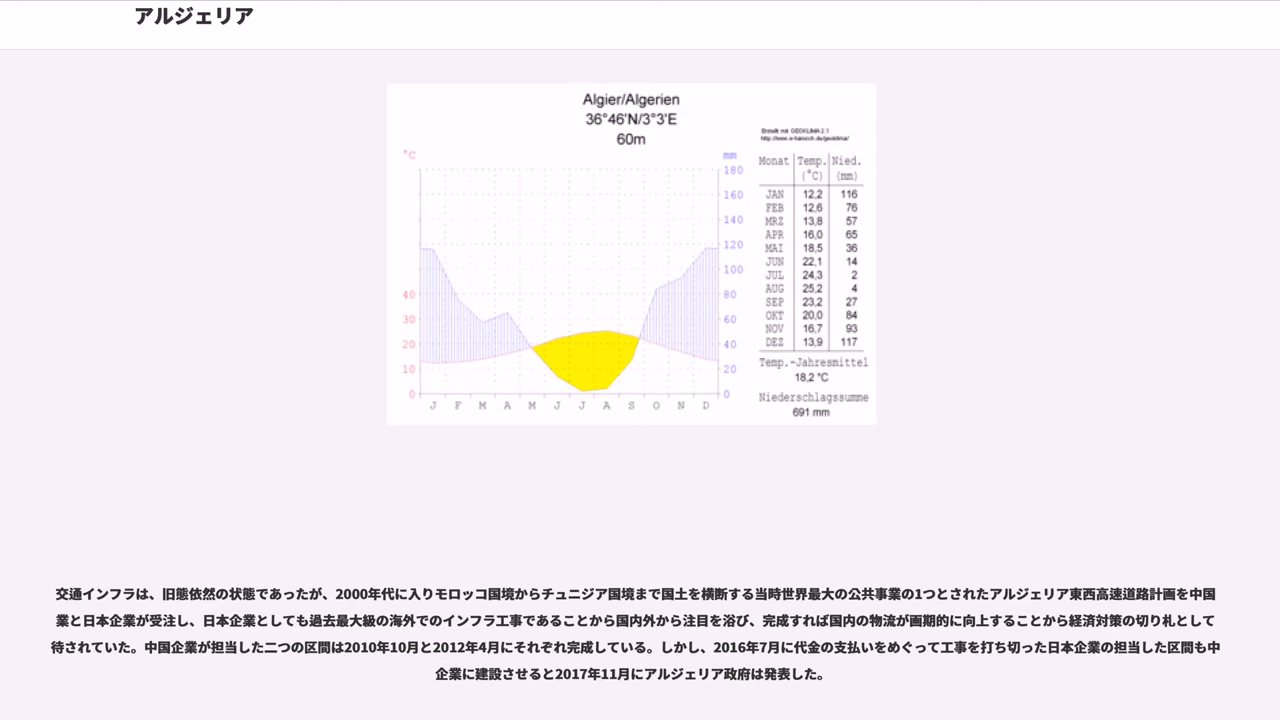 アルジェリア
Algier/Algerien
36°46'N/3°3'E
60m
Erstellt mit GEOKLIMA 2.1
°C mm
180
160
140
120
100
40 80
30 60
20 40
10 20
0 0
J F M A M J J A S O N D
Monat Temp. Nied.
(°C) (mm)
JAN 12,2 116
FEB 12,6 76
MRZ 13,8 57
APR 16,0 65
MAI 18,5 36
JUN 22,1 14
JUL 24,3 2
AUG 25,2 4
SEP 23,2 27
OKT 20,0 84
NOV 16,7 93
DEZ 13,9 117
Temp.-Jahresmittel
18,2 °C
Niederschlagssumme
691 mm
交通インフラは、旧態依然の状態であったが、2000年代に入りモロッコ国境からチュニジア国境まで国土を横断する当時世界最大の公共事業の1つとされたアルジェリア東西高速道路計画を中国
業と日本企業が受注し、日本企業としても過去最大級の海外でのインフラ工事であることから国内外から注目を浴び、完成すれば国内の物流が画期的に向上することから経済対策の切り札として
待されていた。中国企業が担当した二つの区間は2010年10月と2012年4月にそれぞれ完成している。しかし、2016年7月に代金の支払いをめぐって工事を打ち切った日本企業の担当した区間も中
企業に建設させると2017年11月にアルジェリア政府は発表した。